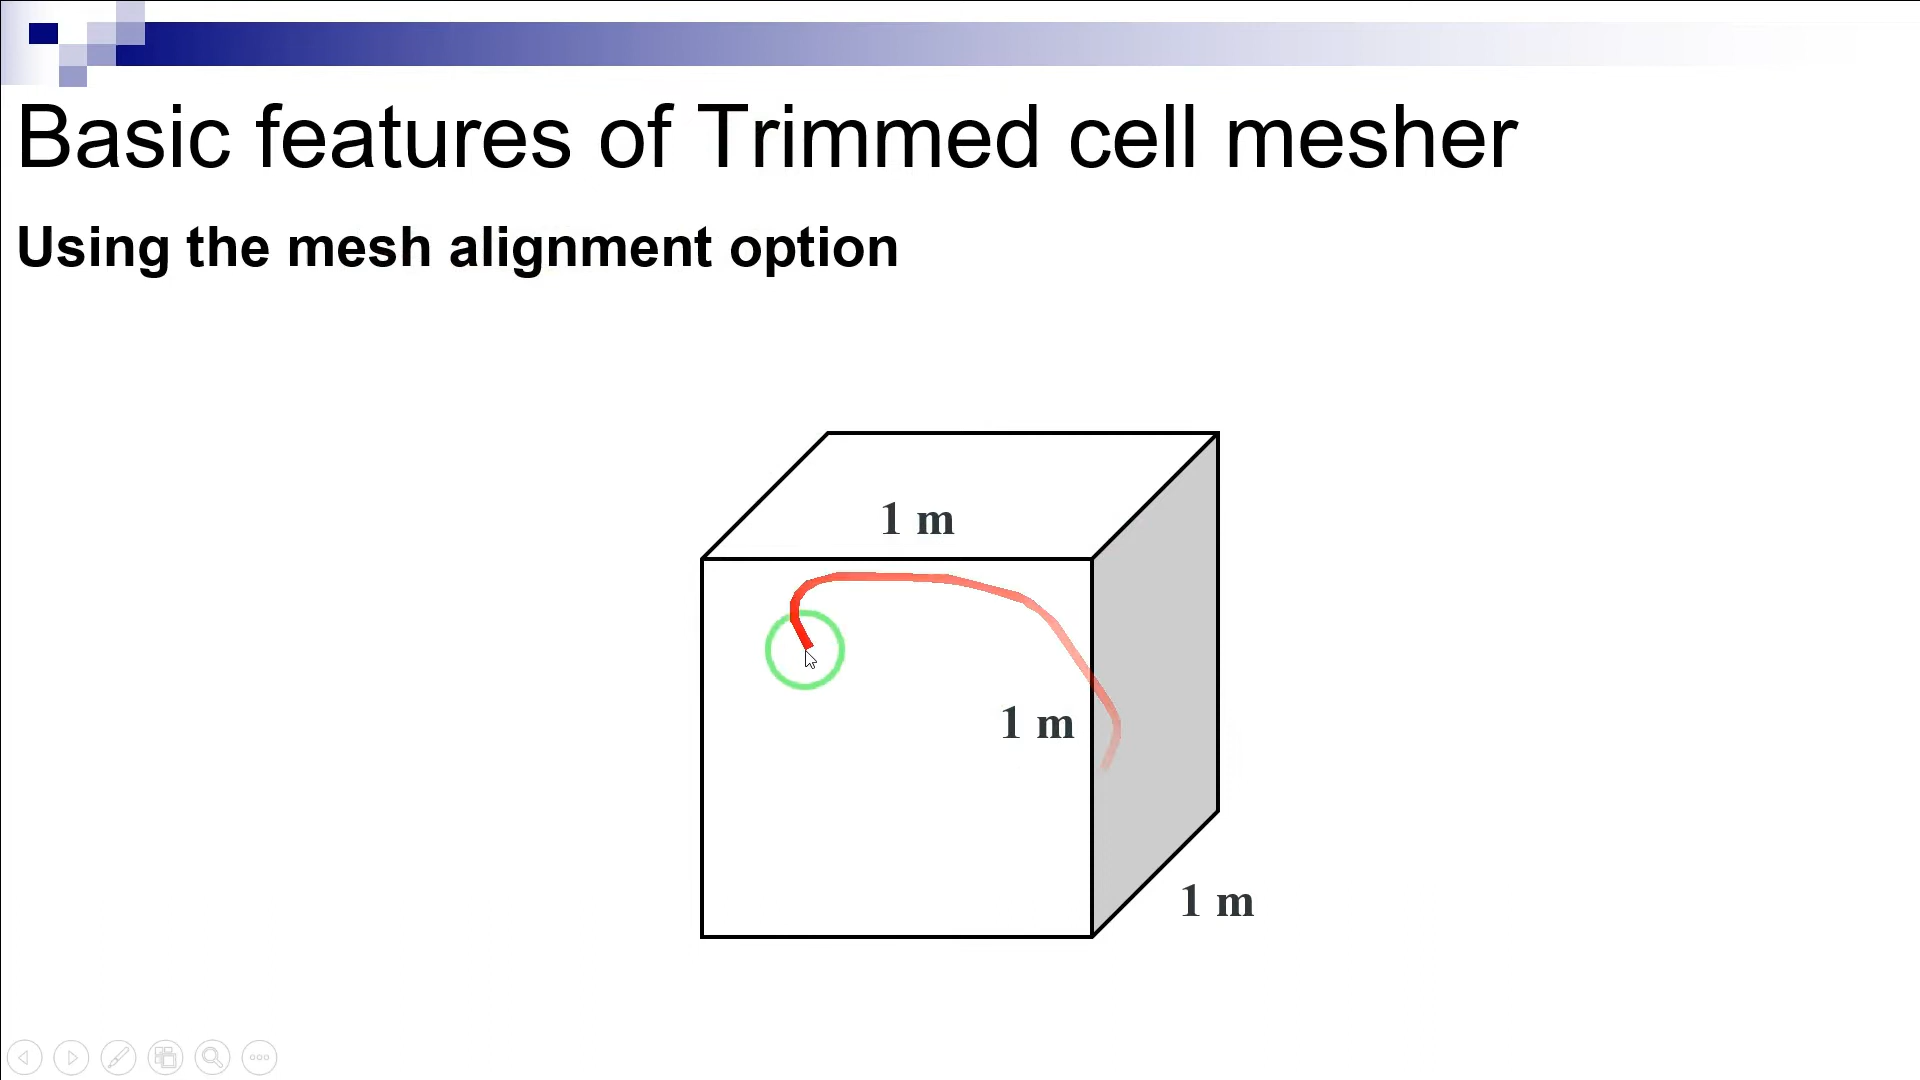 Basic features of Trimmed cell mesher
Using the mesh alignment option
1 m
1 m
1 m